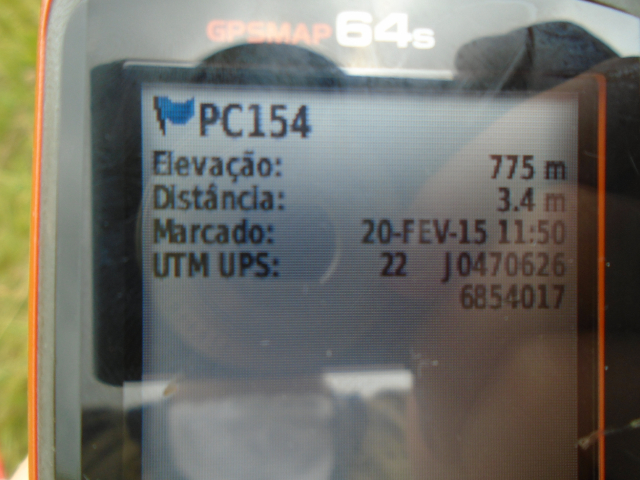 GPSMAP 64s
PC154
Elevação: 775 m
Distância: 3.4 m
Marcado: 20-FEV-15 11:50
UTM UPS: 22 J0470626
6854017